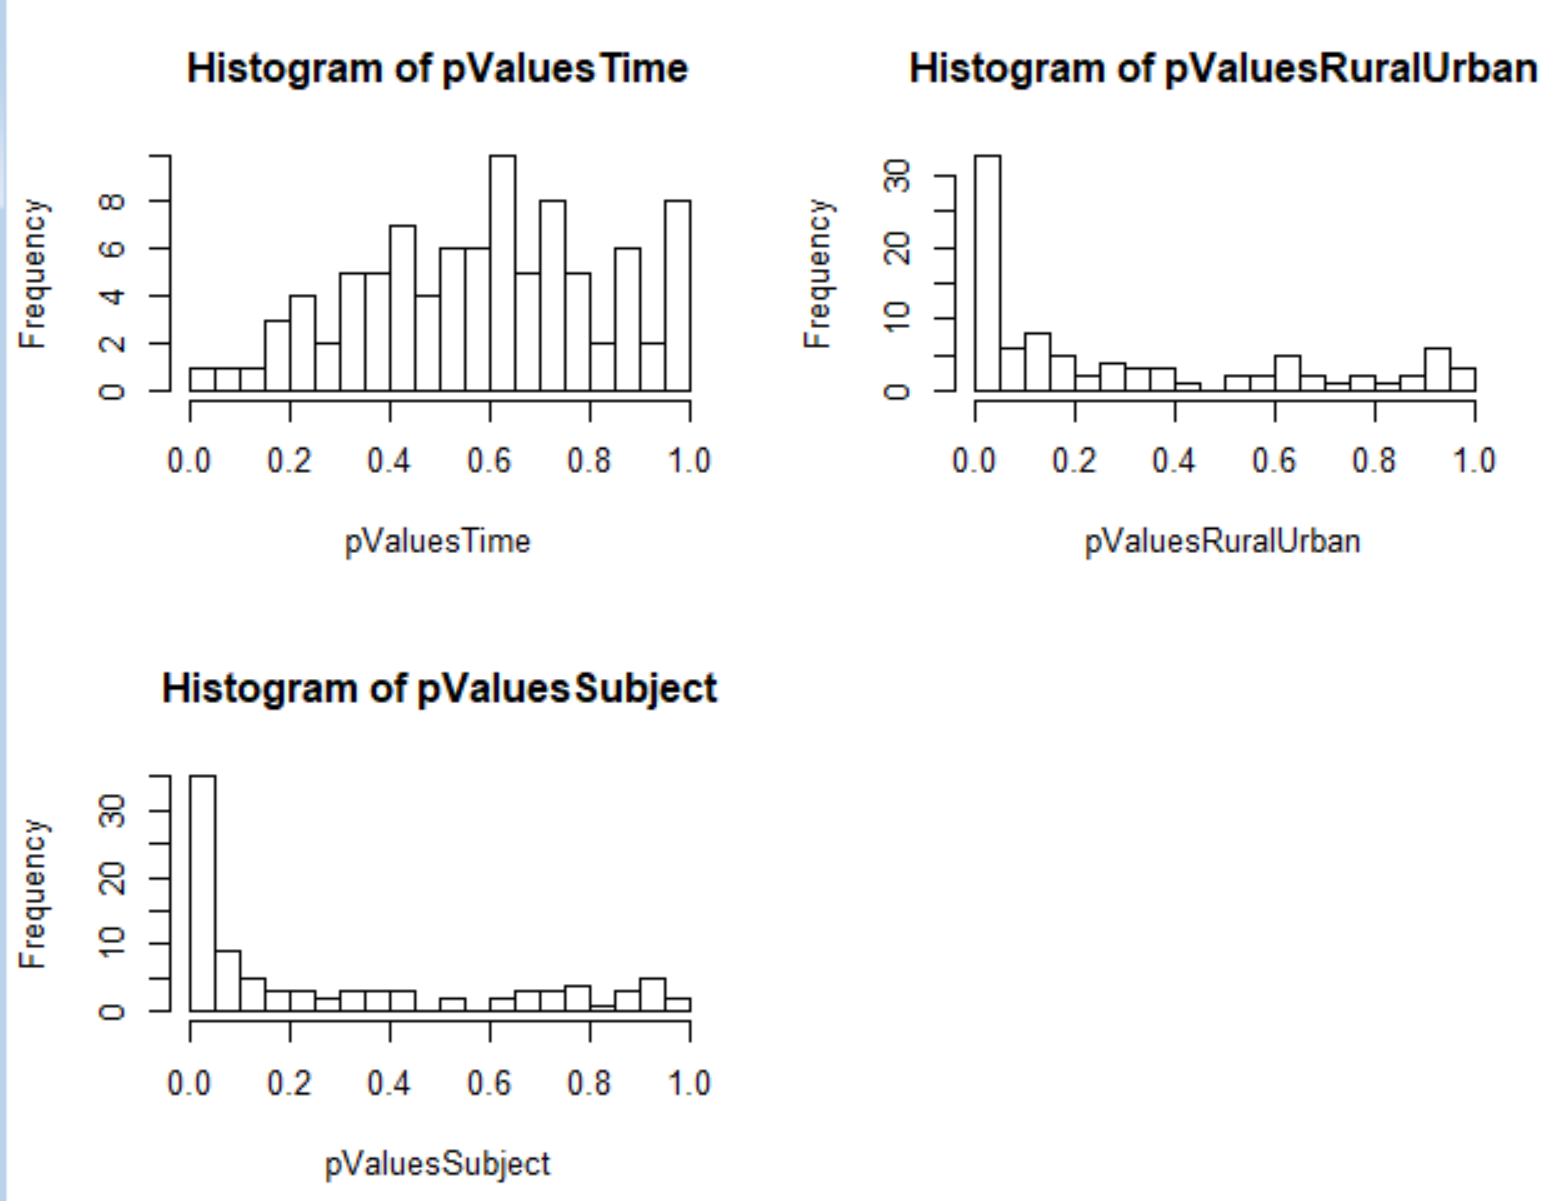 Histogram of pValuesTime
Frequency
0 2 4 6 8
0.0 0.2 0.4 0.6 0.8 1.0
pValuesTime
Histogram of pValuesRuralUrban
Frequency
0 10 20 30
0.0 0.2 0.4 0.6 0.8 1.0
pValuesRuralUrban
Histogram of pValuesSubject
Frequency
0 10 20 30
0.0 0.2 0.4 0.6 0.8 1.0
pValuesSubject